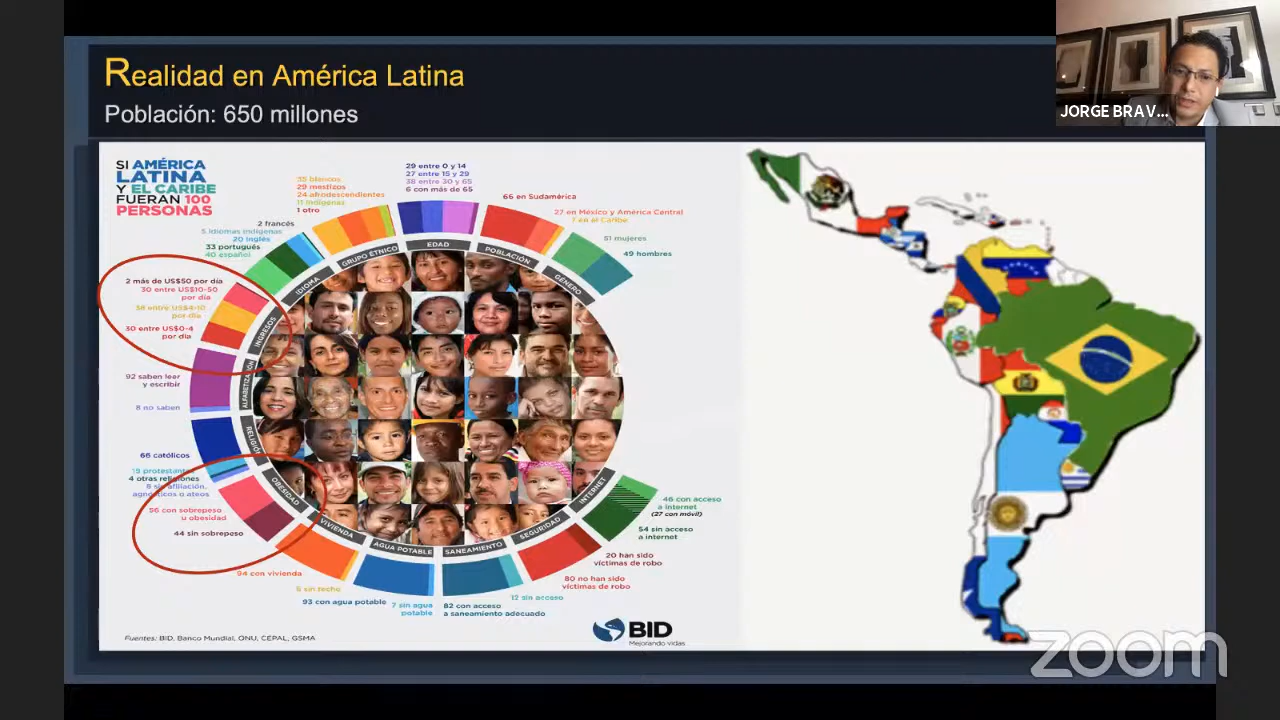 Realidad en América Latina
Población: 650 millones
JORGE BRAV...
SI AMÉRICA
LATINA
Y EL CARIBE
FUERAN 100
PERSONAS
29 entre 0 y 14
27 entre 15 y 29
38 entre 30 y 65
6 con más de 65
35 blancos
29 mestizos
24 afrodescendientes
11 indígenas
1 otro
66 en Sudamérica
27 en México y América Central
7 en el Caribe
2 francés
5 idiomas indígenas
20 inglés
33 portugués
40 español
51 mujeres
49 hombres
EDAD
GRUPO ÉTNICO
POBLACIÓN
IDIOMA
GÉNERO
2 más de US$50 por día
30 entre US$10-50
por día
38 entre US$4-10
por día
30 entre US$0-4
por día
INGRESOS
92 saben leer
y escribir
8 no saben
ALFABETIZACIÓN
RELIGIÓN
66 católicos
19 protestantes
4 otras religiones
8 sin afiliación,
agnósticos o ateos
56 con sobrepeso
u obesidad
44 sin sobrepeso
OBESIDAD
INTERNET
46 con acceso
a internet
(27 con móvil)
54 sin acceso
a internet
VIVIENDA
AGUA POTABLE
SANEAMIENTO
SEGURIDAD
20 han sido
víctimas de robo
80 no han sido
víctimas de robo
94 con vivienda
6 sin techo
93 con agua potable
7 sin agua
potable
12 sin acceso
82 con acceso
a saneamiento adecuado
Fuentes: BID, Banco Mundial, ONU, CEPAL, GSMA
BID
Mejorando vidas
zoom